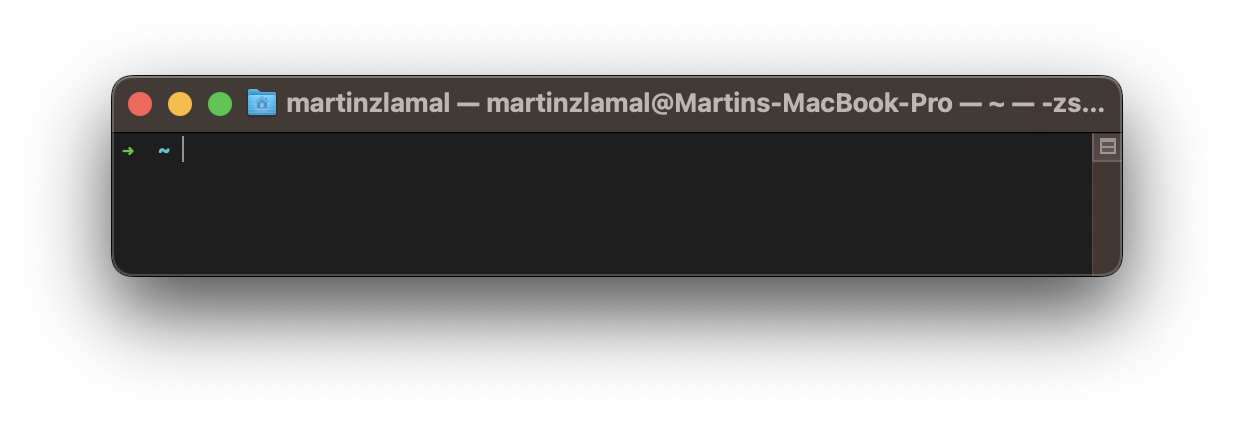 martinzlamal — martinzlamal@Martins-MacBook-Pro — ~ — -zs...
➜ ~